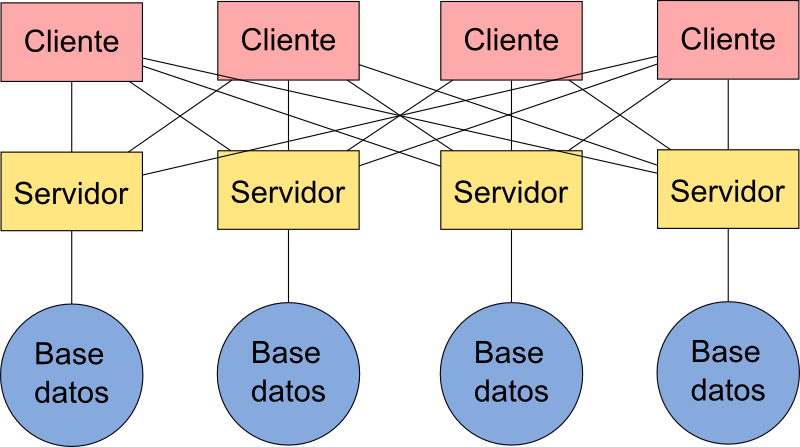 Cliente
Cliente
Cliente
Cliente
Servidor
Servidor
Servidor
Servidor
Base
datos
Base
datos
Base
datos
Base
datos